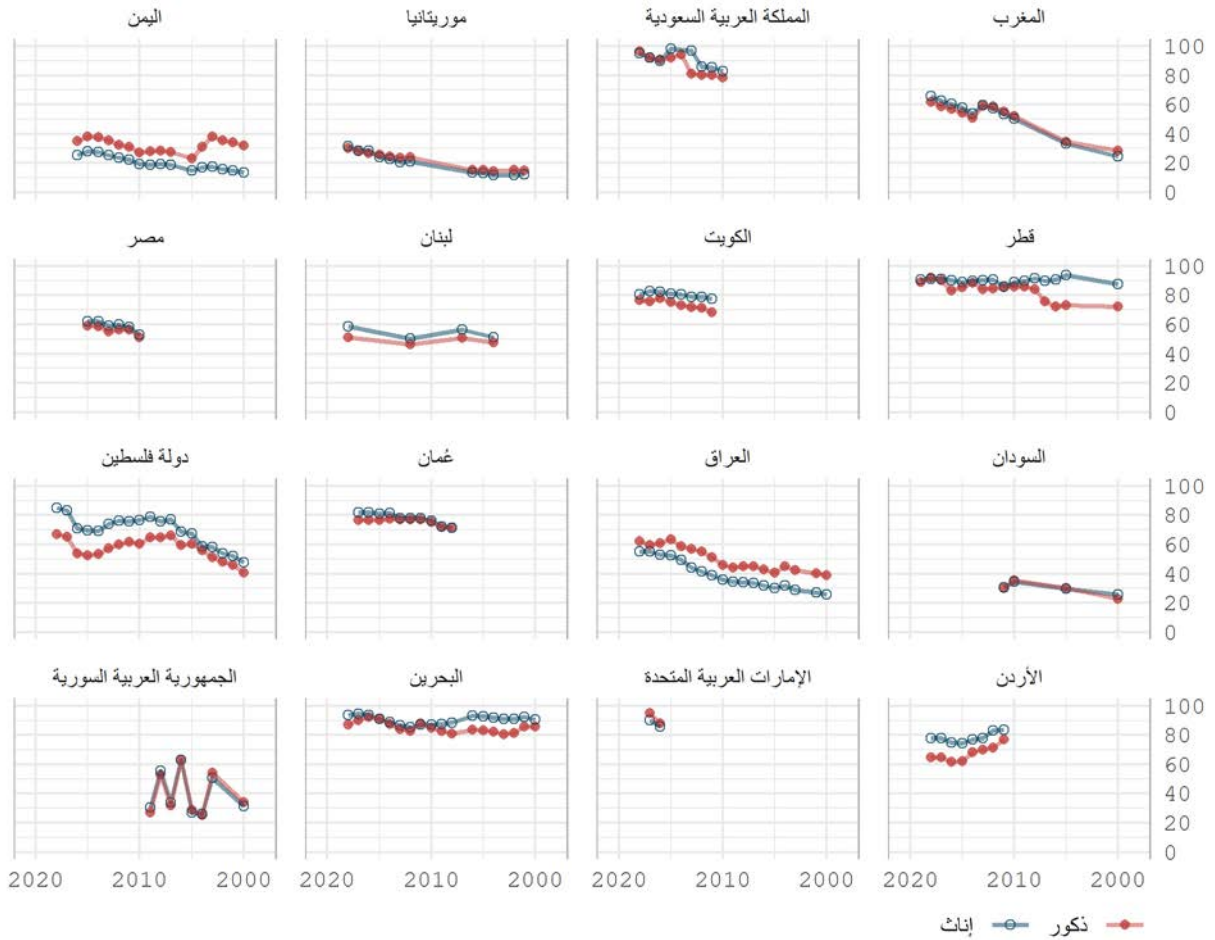 المغرب
المملكة العربية السعودية
موريتانيا
اليمن
100
80
60
40
20
0
قطر
الكويت
لبنان
مصر
100
80
60
40
20
0
السودان
العراق
عُمان
دولة فلسطين
100
80
60
40
20
0
الأردن
الإمارات العربية المتحدة
البحرين
الجمهورية العربية السورية
100
80
60
40
20
0
2020 2010 2000 2020 2010 2000 2020 2010 2000 2020 2010 2000
ذكور إناث